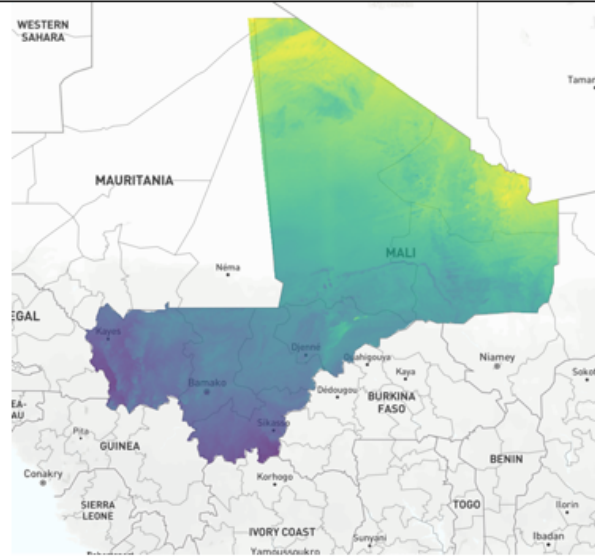 WESTERN
SAHARA
Taman
MAURITANIA
MALI
Néma
EGAL
Kayes
Djenné
Ouahigouya
Niamey
Kaya
Sokot
Bamako
Dédougou
BURKINA
FASO
EA-
AU
Sikasso
Pita
GUINEA
BENIN
Conakry
Korhogo
SIERRA
LEONE
TOGO
Ilorin
IVORY COAST
Sunyani
Ibadan
Yamoussoukro